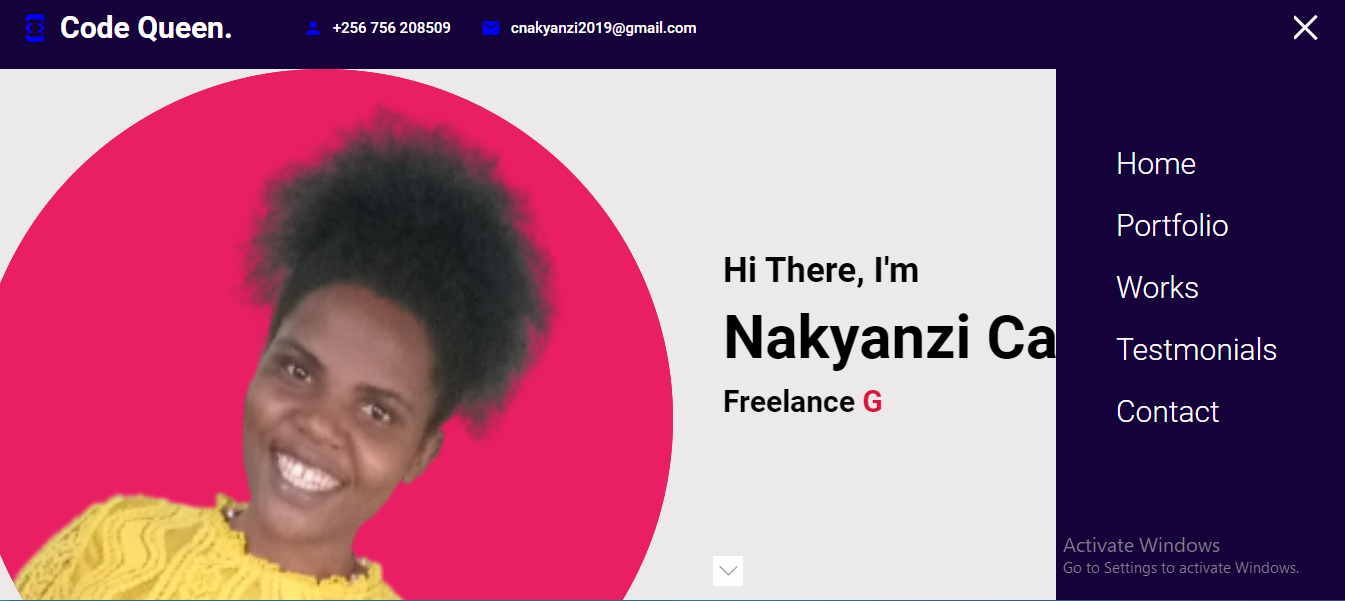 Code Queen.
+256 756 208509
cnakyanzi2019@gmail.com
Hi There, I'm
Nakyanzi Ca
Freelance G
Home
Portfolio
Works
Testmonials
Contact
Activate Windows
Go to Settings to activate Windows.